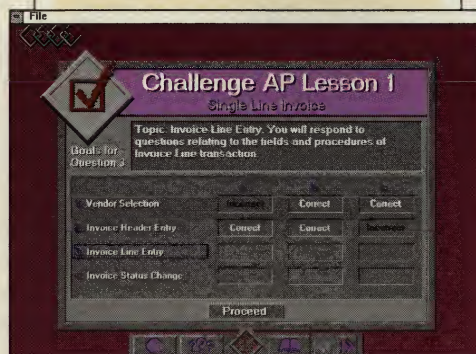 File
Challenge AP Lesson 1
Single Line Invoice
Topic: Invoice Line Entry. You will respond to
questions relating to the fields and procedures of
Invoice Line transaction
Goals for
Question 3
Vendor Selection Incorrect Correct Correct
Invoice Header Entry Correct Correct Incorrect
Invoice Line Entry
Invoice Status Change
Proceed